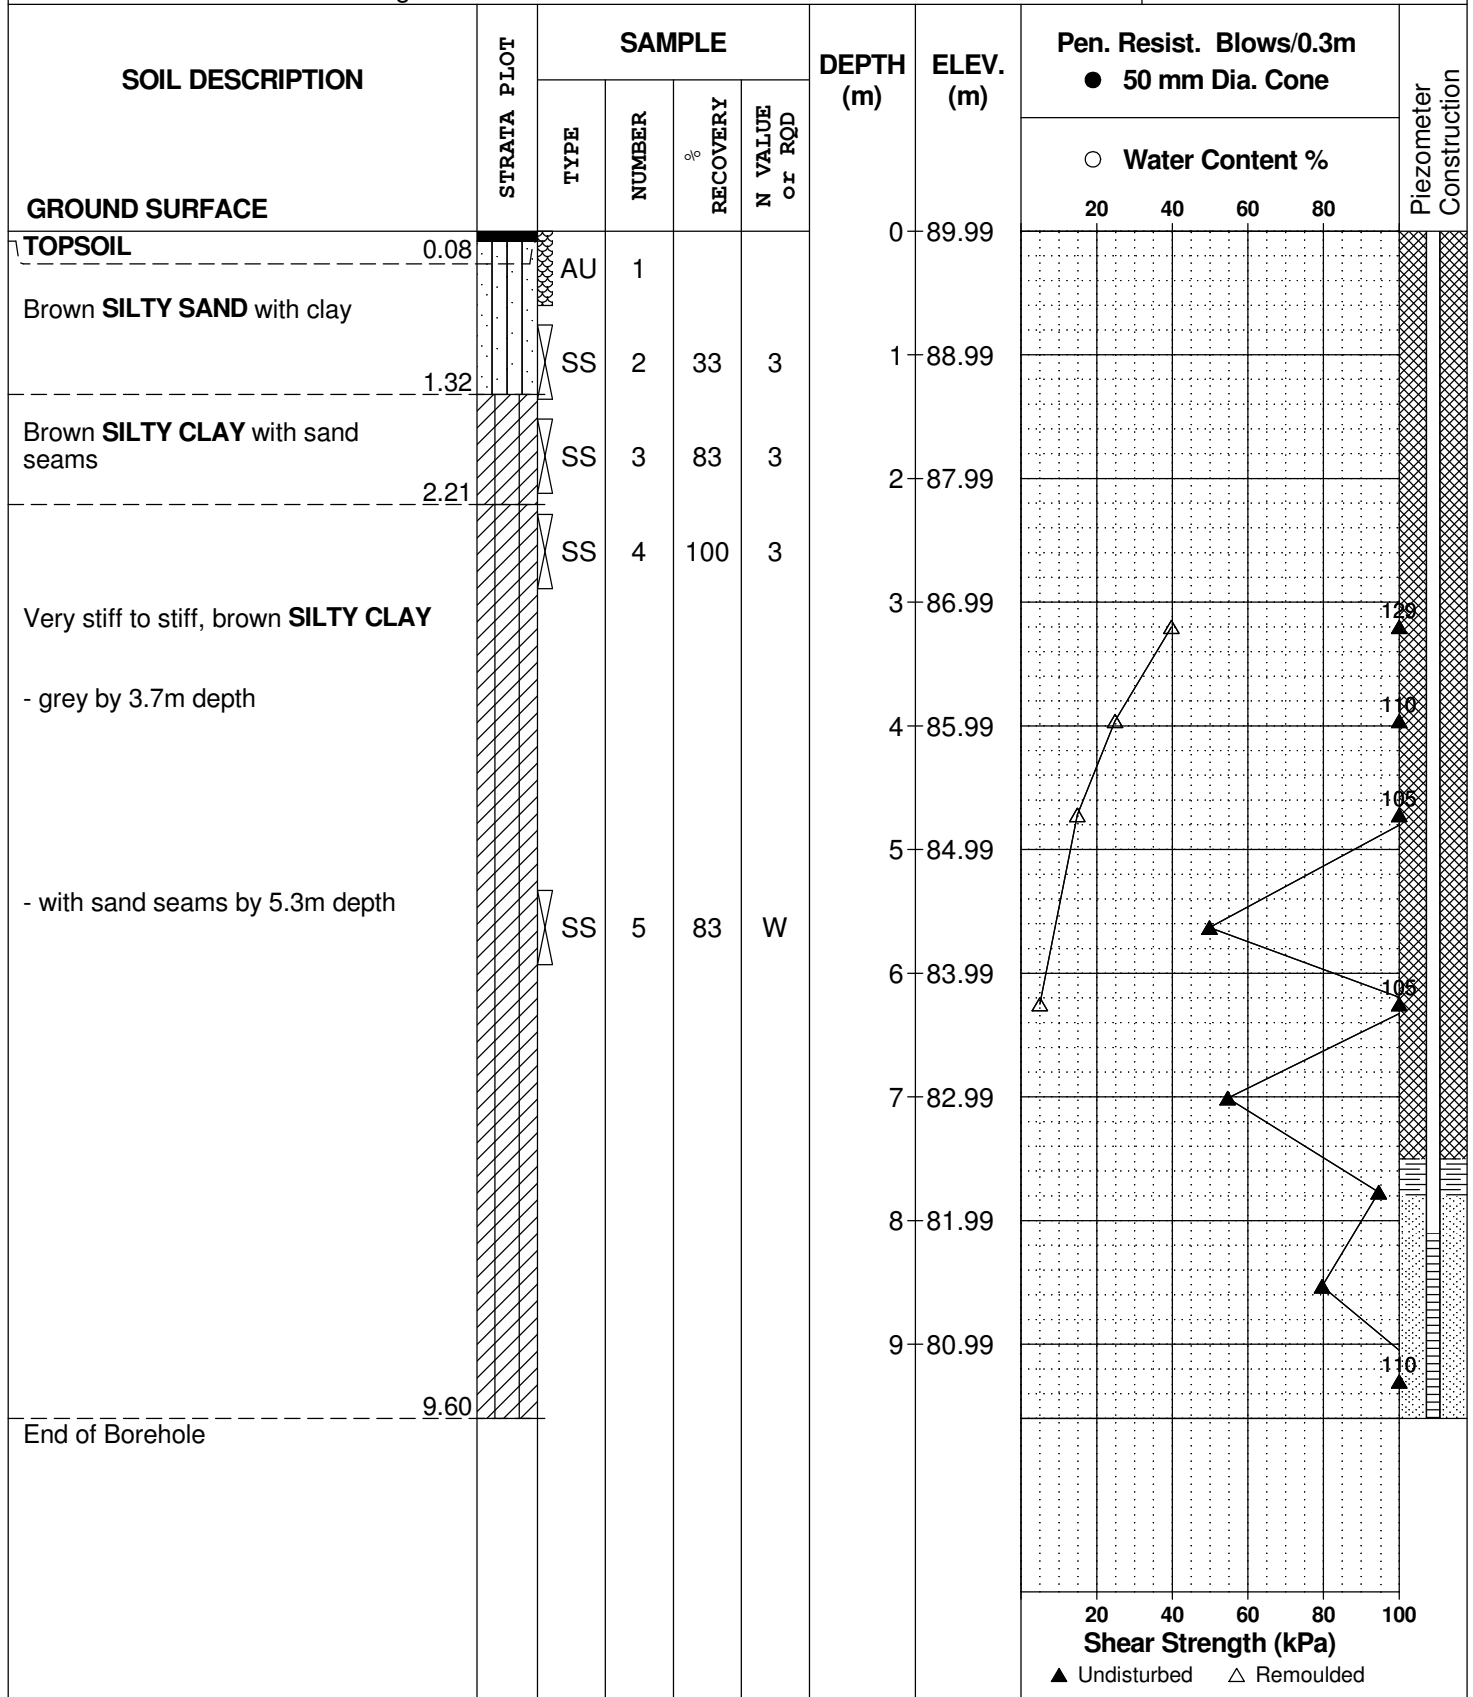 SOIL DESCRIPTION
GROUND SURFACE
STRATA PLOT
SAMPLE
TYPE
NUMBER
% RECOVERY
N VALUE or RQD
DEPTH (m)
ELEV. (m)
Pen. Resist. Blows/0.3m
● 50 mm Dia. Cone
○ Water Content %
20 40 60 80
Piezometer Construction
TOPSOIL 0.08
0 89.99
AU 1
Brown SILTY SAND with clay
SS 2 33 3
1 88.99
1.32
Brown SILTY CLAY with sand
seams
SS 3 83 3
2 87.99
2.21
SS 4 100 3
3 86.99
129
Very stiff to stiff, brown SILTY CLAY
- grey by 3.7m depth
110
4 85.99
105
5 84.99
- with sand seams by 5.3m depth
SS 5 83 W
6 83.99
105
7 82.99
8 81.99
9 80.99
110
9.60
End of Borehole
20 40 60 80 100
Shear Strength (kPa)
▲ Undisturbed △ Remoulded